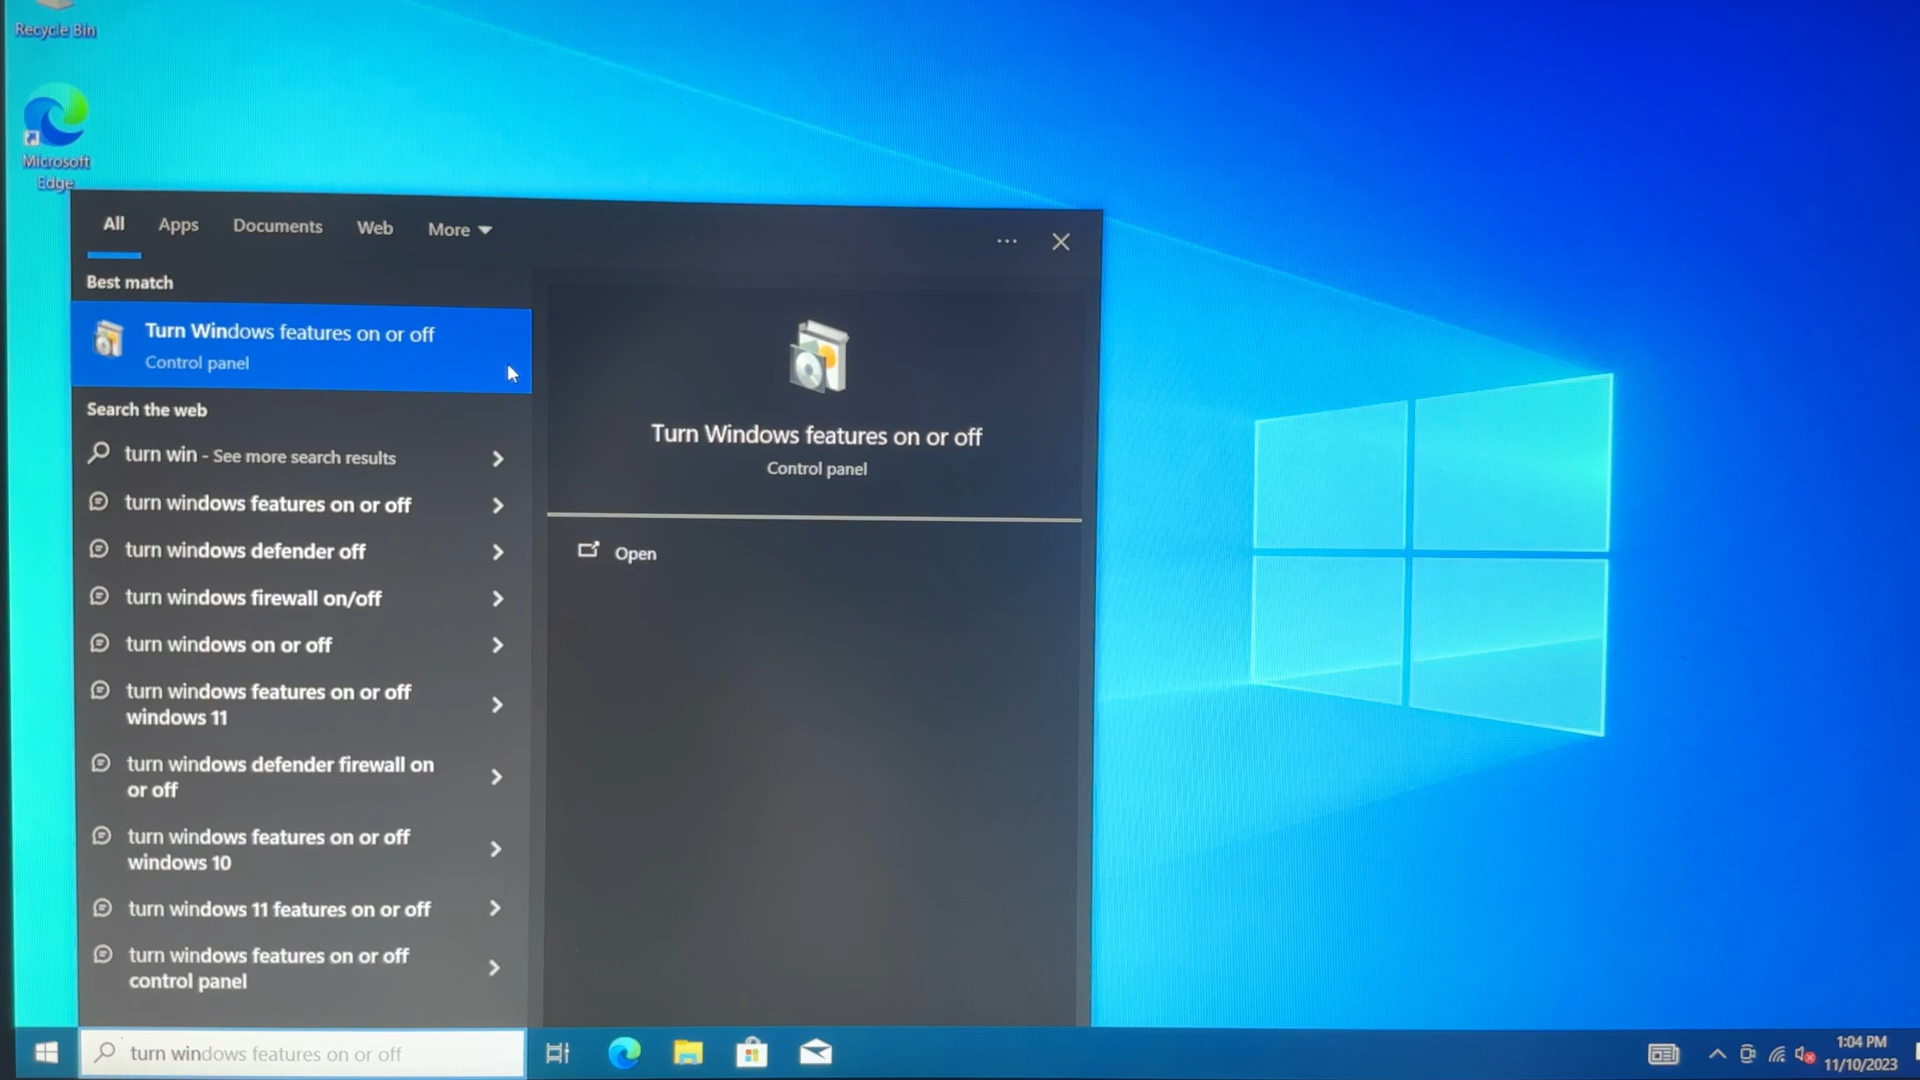 Recycle Bin
Microsoft
Edge
All Apps Documents Web More
Best match
Turn Windows features on or off
Control panel
Search the web
turn win - See more search results
turn windows features on or off
turn windows defender off
turn windows firewall on/off
turn windows on or off
turn windows features on or off
windows 11
turn windows defender firewall on
or off
turn windows features on or off
windows 10
turn windows 11 features on or off
turn windows features on or off
control panel
Turn Windows features on or off
Control panel
Open
turn windows features on or off
1:04 PM
11/10/2023